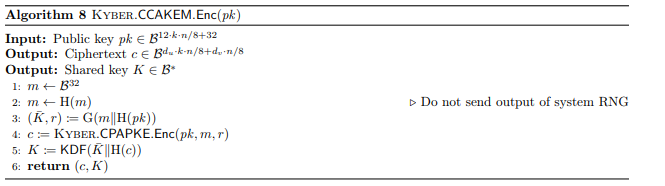 Algorithm 8 KYBER.CCAKEM.Enc(pk)
Input: Public key pk ∈ 𝓑^{12·k·n/8+32}
Output: Ciphertext c ∈ 𝓑^{d_u·k·n/8+d_v·n/8}
Output: Shared key K ∈ 𝓑*
1: m ← 𝓑^{32}
2: m ← H(m) ▷ Do not send output of system RNG
3: (K̄, r) := G(m∥H(pk))
4: c := KYBER.CPAPKE.Enc(pk, m, r)
5: K := KDF(K̄∥H(c))
6: return (c, K)